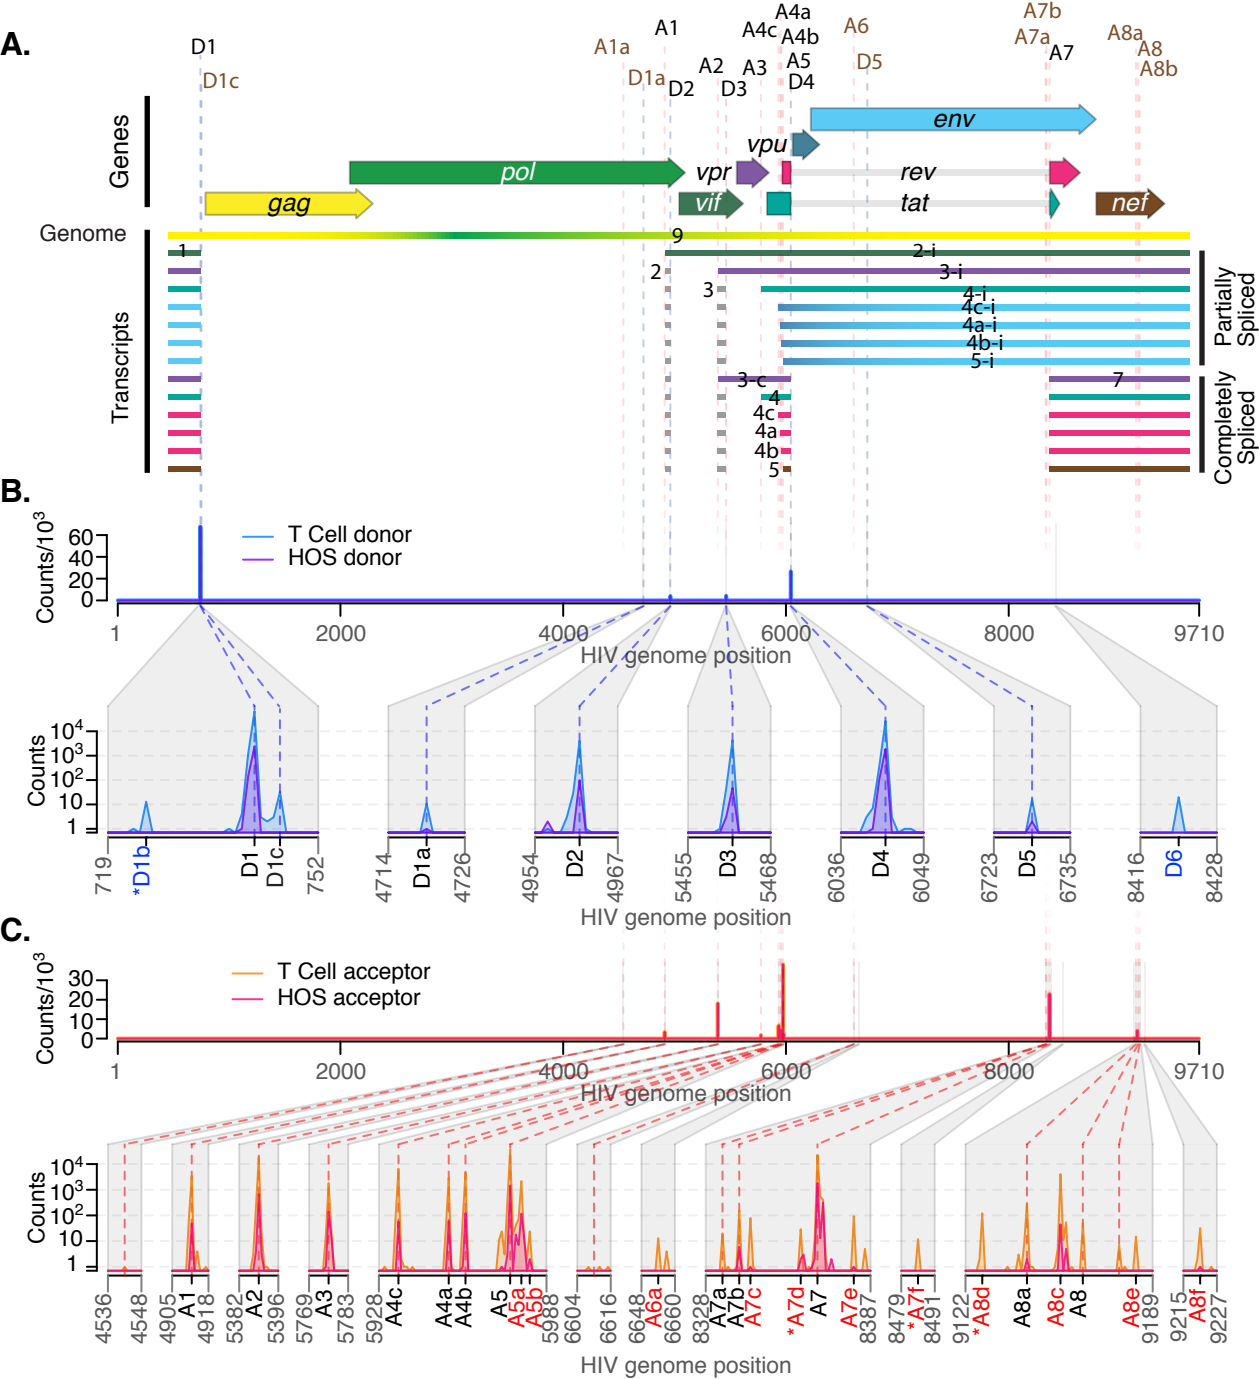 A.
A4a
A7b
A1
A4c
A4b
A6
A7a
A8a
D1
A1a
A7
A8
D1c
D1a
D2
A2
D3
A3
A5
D4
D5
A8b
Genes
env
vpu
pol
vpr
rev
gag
vif
tat
nef
Genome
9
Transcripts
1
2-i
2
3-i
3
4-i
4c-i
4a-i
4b-i
5-i
Partially
Spliced
3-c
7
4
4c
4a
4b
5
Completely
Spliced
B.
Counts/10³
60
40
20
0
T Cell donor
HOS donor
1 2000 4000 6000 8000 9710
HIV genome position
Counts
10⁴
10³
10²
10
1
719 *D1b D1 D1c 752 4714 D1a 4726 4954 D2 4967 5455 D3 5468 6036 D4 6049 6723 D5 6735 8416 D6 8428
HIV genome position
C.
Counts/10³
30
20
10
0
T Cell acceptor
HOS acceptor
1 2000 4000 6000 8000 9710
HIV genome position
Counts
10⁴
10³
10²
10
1
4536 4548 4905 A1 4918 5382 A2 5396 5769 A3 5783 5928 A4c A4a A4b A5 A5a A5b 5988 6604 6616 6648 A6a 6660 8328 A7a A7b A7c *A7d A7 A7e 8387 8479 *A7f 8491 9122 *A8d A8a A8c A8 A8e 9189 9215 A8f 9227
HIV genome position